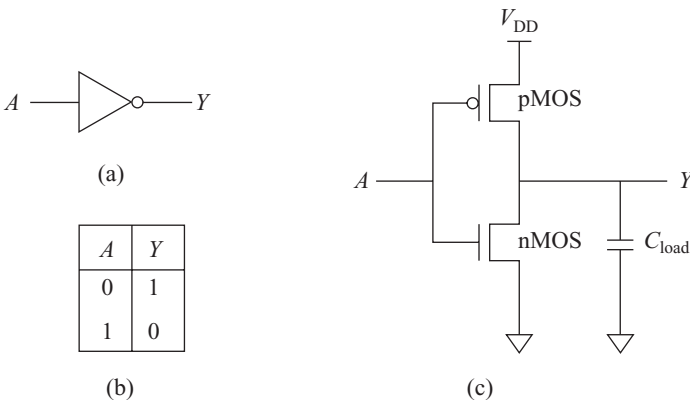 A
Y
(a)
A Y
0 1
1 0
(b)
V_DD
pMOS
A
Y
nMOS
C_load
(c)